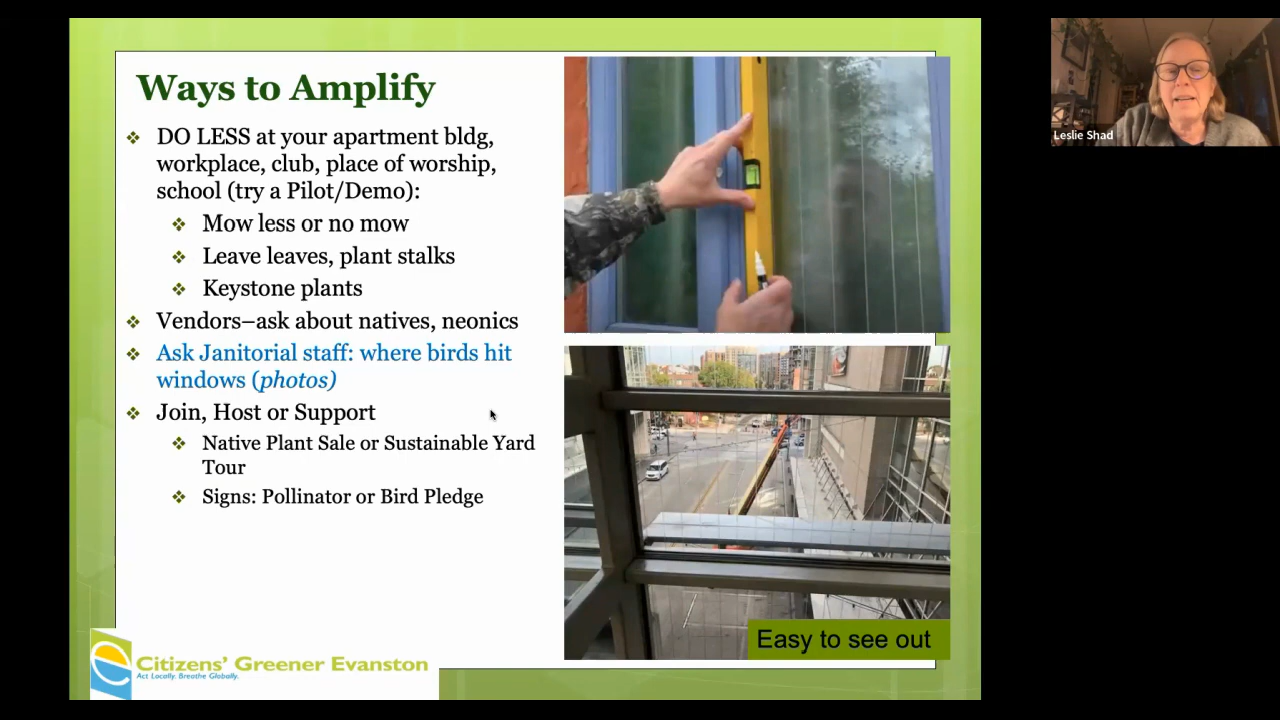 Ways to Amplify
❖ DO LESS at your apartment bldg,
workplace, club, place of worship,
school (try a Pilot/Demo):
❖ Mow less or no mow
❖ Leave leaves, plant stalks
❖ Keystone plants
❖ Vendors–ask about natives, neonics
❖ Ask Janitorial staff: where birds hit
windows (photos)
❖ Join, Host or Support
❖ Native Plant Sale or Sustainable Yard
Tour
❖ Signs: Pollinator or Bird Pledge
Easy to see out
Citizens' Greener Evanston
Act Locally. Breathe Globally.
Leslie Shad